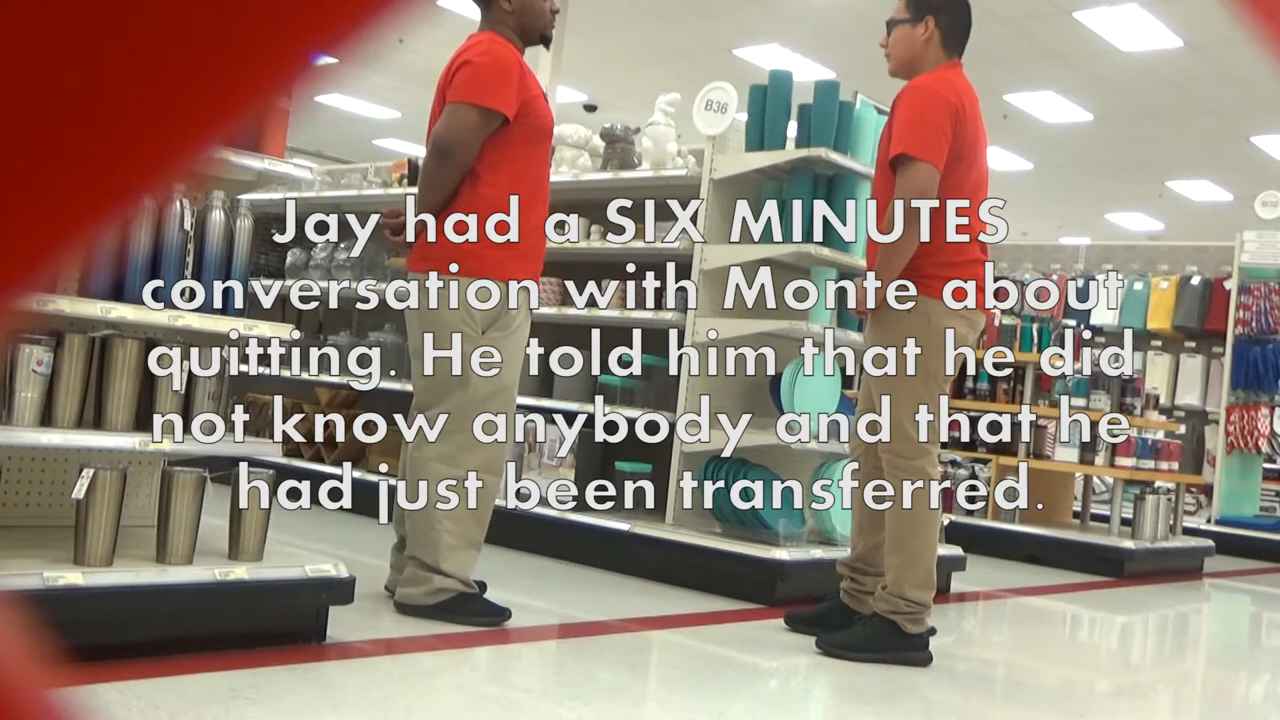 B36
Jay had a SIX MINUTES
conversation with Monte about
quitting. He told him that he did
not know anybody and that he
had just been transferred.